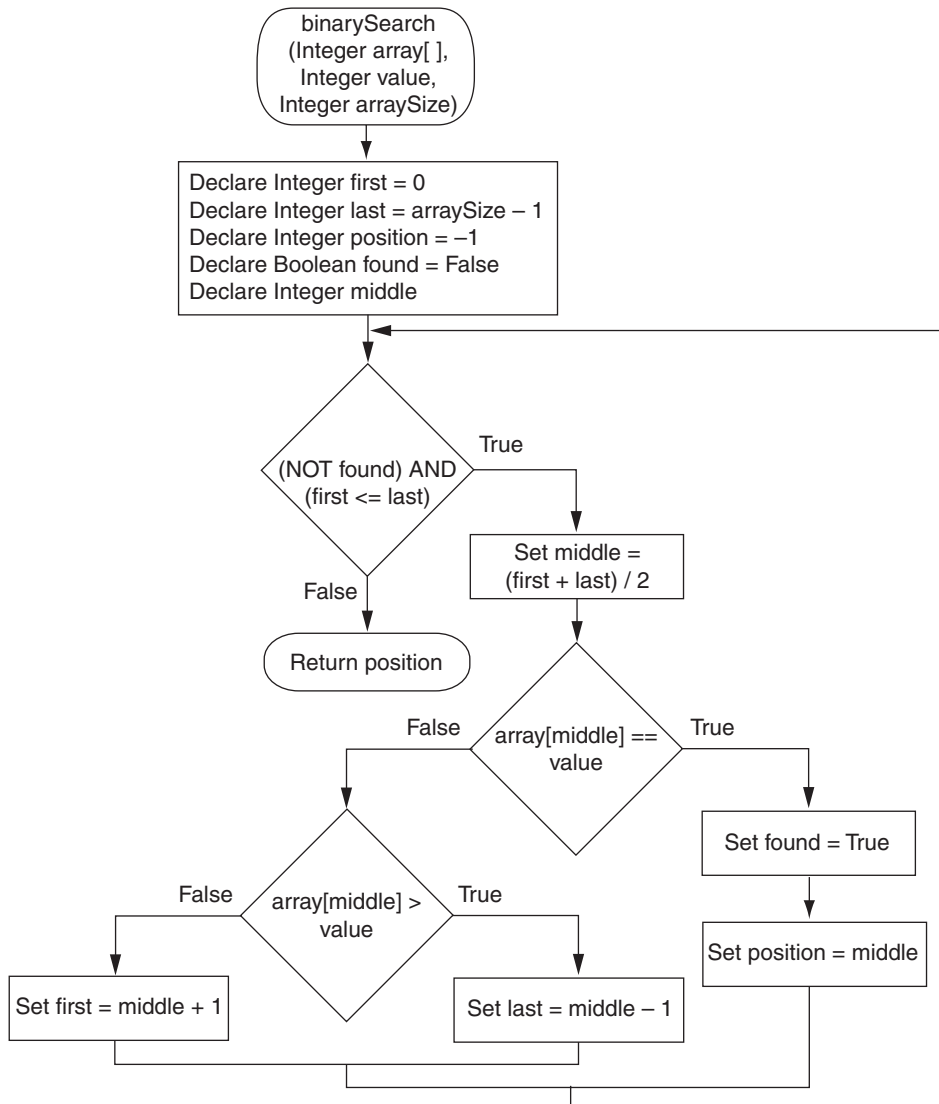 binarySearch
(Integer array[ ],
Integer value,
Integer arraySize)
Declare Integer first = 0
Declare Integer last = arraySize – 1
Declare Integer position = –1
Declare Boolean found = False
Declare Integer middle
(NOT found) AND
(first <= last)
True
False
Set middle =
(first + last) / 2
Return position
array[middle] ==
value
False
True
Set found = True
Set position = middle
array[middle] >
value
False
True
Set first = middle + 1
Set last = middle – 1